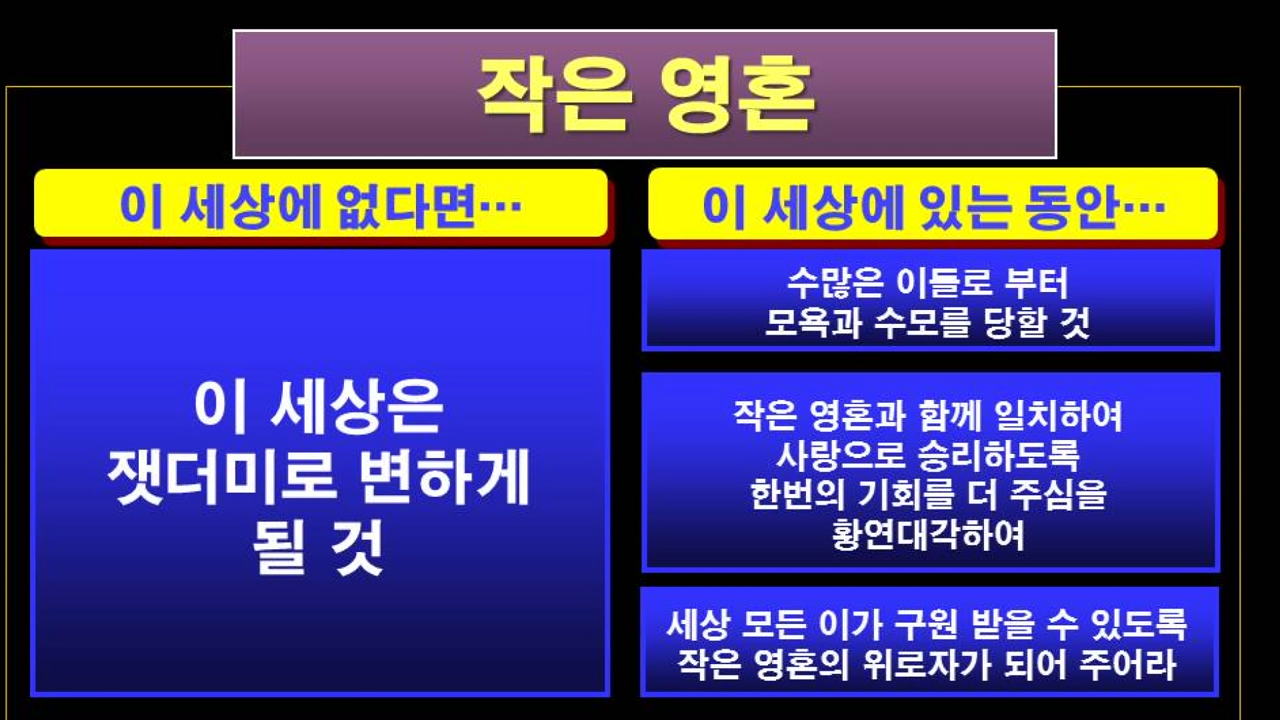 작은 영혼
이 세상에 없다면…
이 세상은
잿더미로 변하게
될 것
이 세상에 있는 동안…
수많은 이들로 부터
모욕과 수모를 당할 것
작은 영혼과 함께 일치하여
사랑으로 승리하도록
한번의 기회를 더 주심을
황연대각하여
세상 모든 이가 구원 받을 수 있도록
작은 영혼의 위로자가 되어 주어라